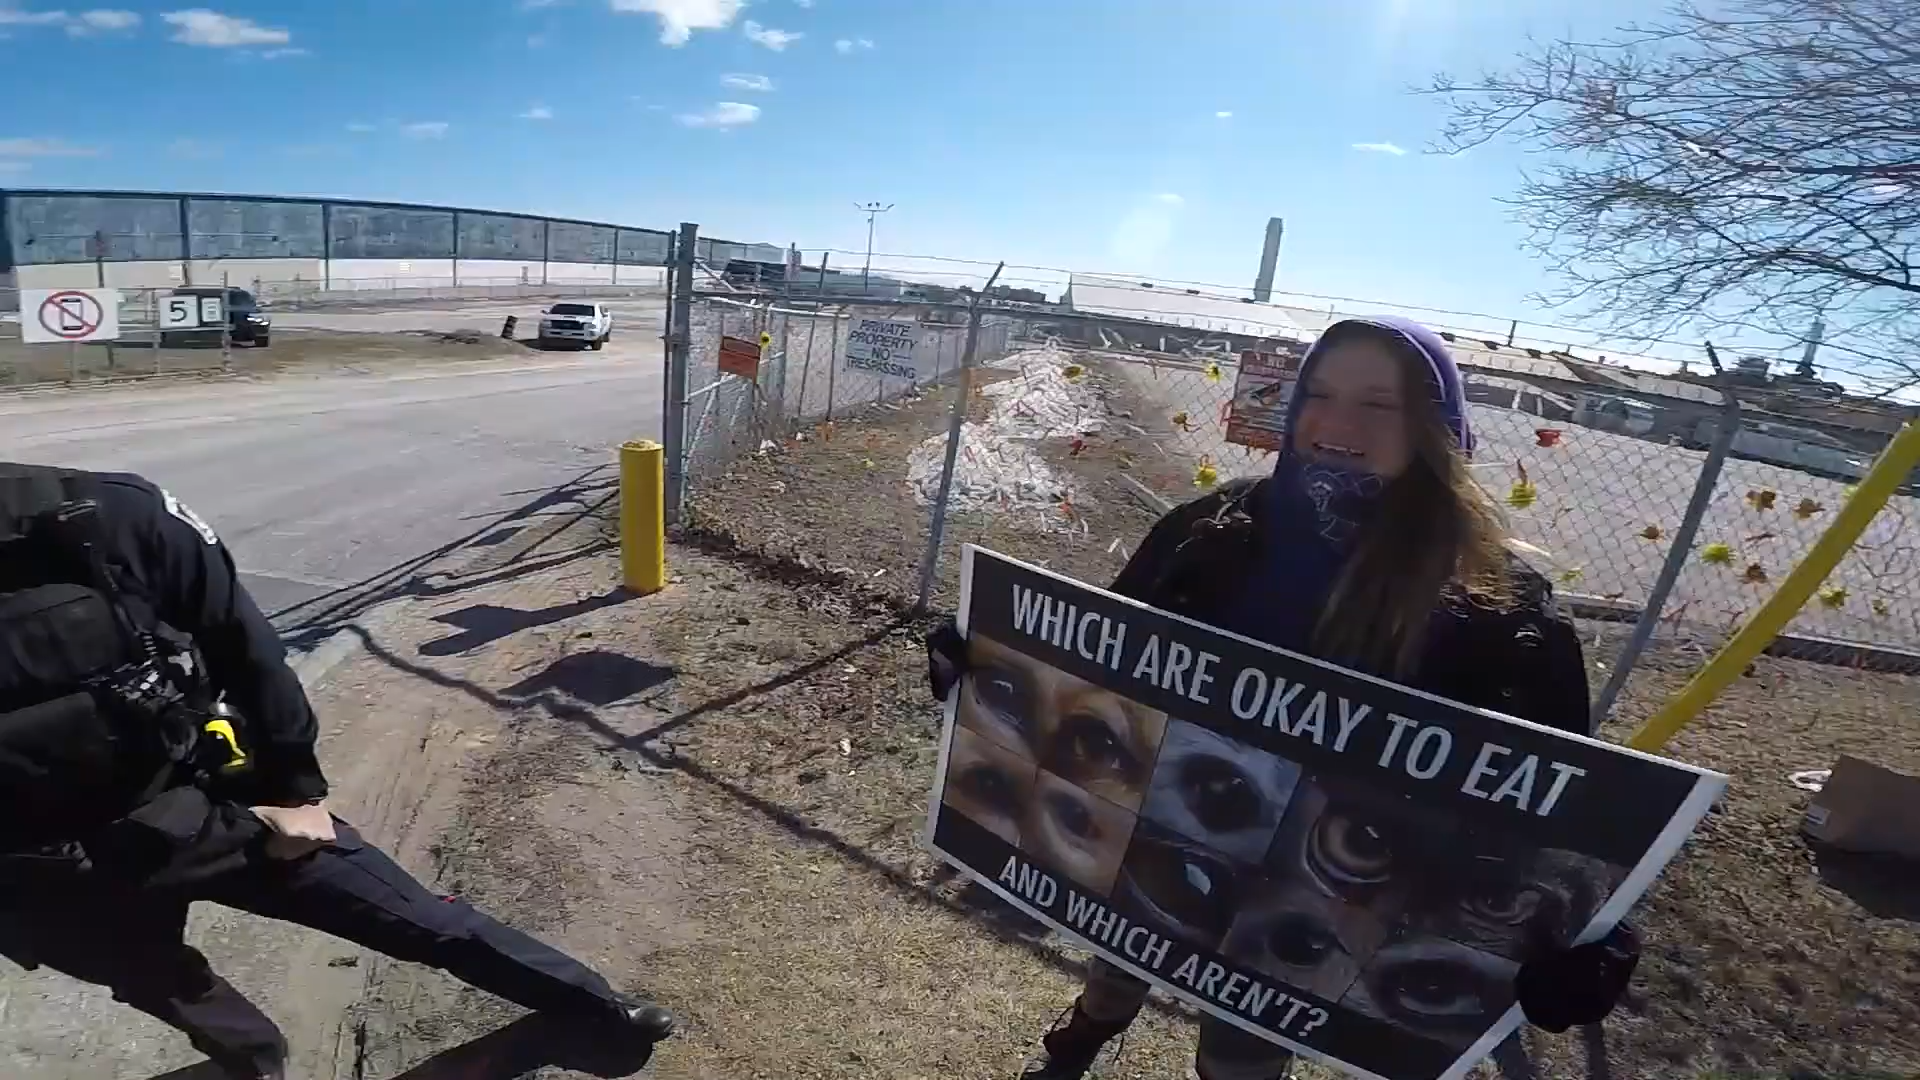 5
PRIVATE
PROPERTY
NO
TRESPASSING
WHICH ARE OKAY TO EAT
AND WHICH AREN'T?